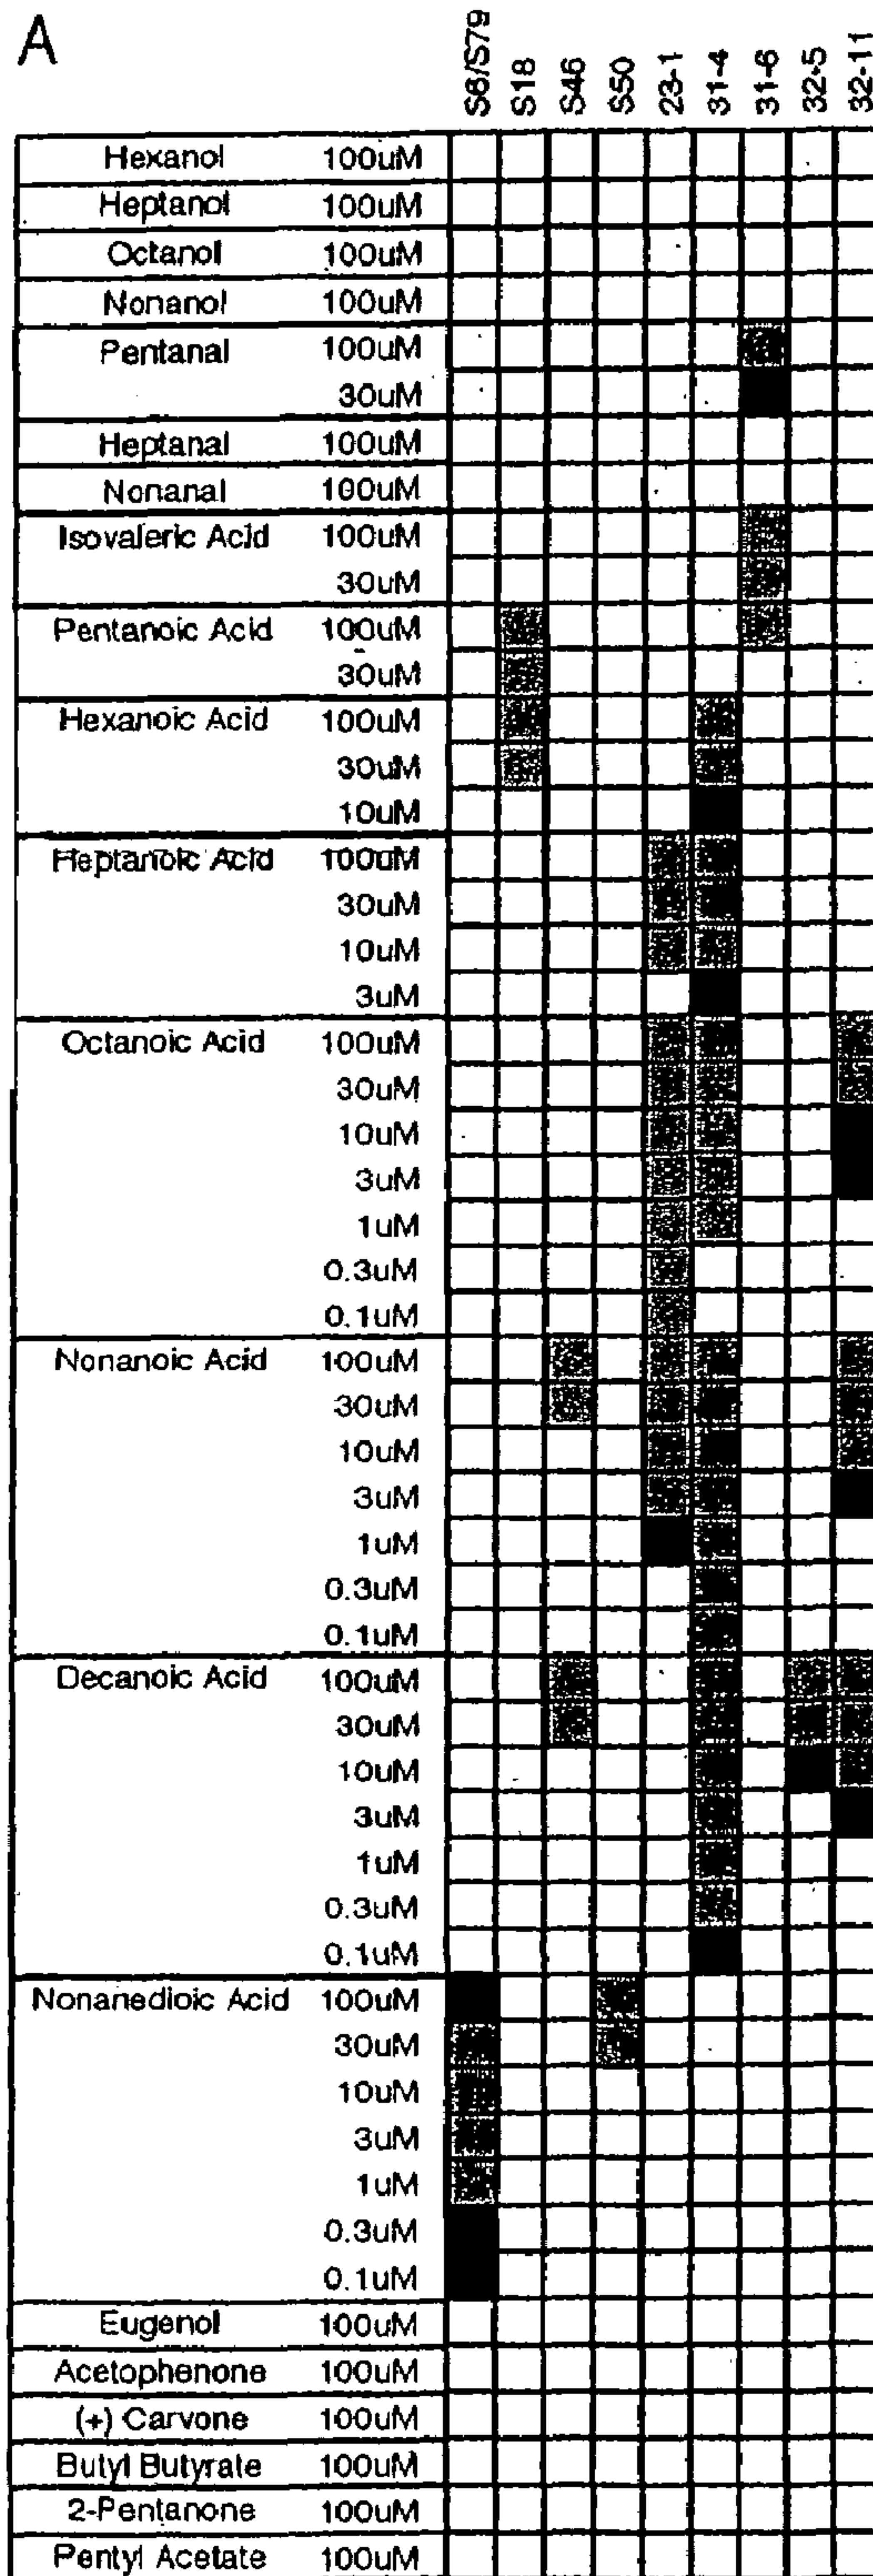 A
S6/S79 S18 S46 S50 23-1 31-4 31-6 32-5 32-11
Hexanol 100uM
Heptanol 100uM
Octanol 100uM
Nonanol 100uM
Pentanal 100uM
30uM
Heptanal 100uM
Nonanal 100uM
Isovaleric Acid 100uM
30uM
Pentanoic Acid 100uM
30uM
Hexanoic Acid 100uM
30uM
10uM
Heptanoic Acid 100uM
30uM
10uM
3uM
Octanoic Acid 100uM
30uM
10uM
3uM
1uM
0.3uM
0.1uM
Nonanoic Acid 100uM
30uM
10uM
3uM
1uM
0.3uM
0.1uM
Decanoic Acid 100uM
30uM
10uM
3uM
1uM
0.3uM
0.1uM
Nonanedioic Acid 100uM
30uM
10uM
3uM
1uM
0.3uM
0.1uM
Eugenol 100uM
Acetophenone 100uM
(+) Carvone 100uM
Butyl Butyrate 100uM
2-Pentanone 100uM
Pentyl Acetate 100uM